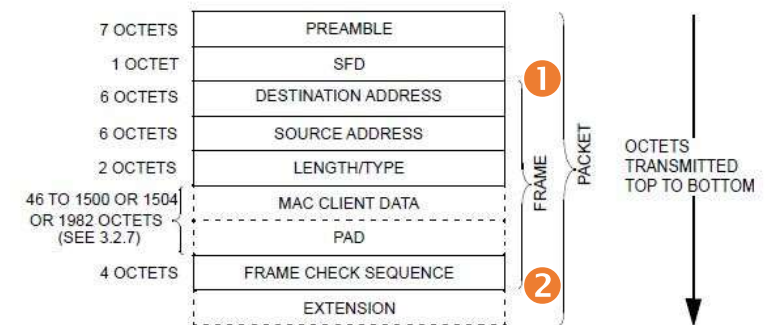 7 OCTETS PREAMBLE
1 OCTET SFD
1
6 OCTETS DESTINATION ADDRESS
6 OCTETS SOURCE ADDRESS
2 OCTETS LENGTH/TYPE
46 TO 1500 OR 1504
OR 1982 OCTETS
(SEE 3.2.7)
MAC CLIENT DATA
PAD
4 OCTETS FRAME CHECK SEQUENCE
2
EXTENSION
FRAME
PACKET
OCTETS
TRANSMITTED
TOP TO BOTTOM